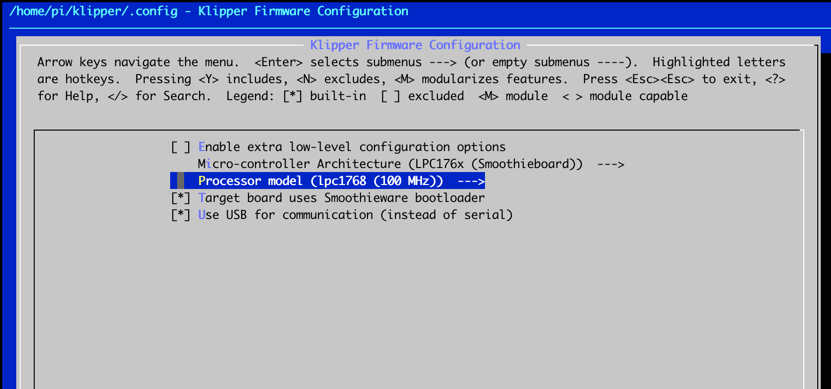 /home/pi/klipper/.config - Klipper Firmware Configuration
Klipper Firmware Configuration
Arrow keys navigate the menu.  <Enter> selects submenus ---> (or empty submenus ----).  Highlighted letters
are hotkeys.  Pressing <Y> includes, <N> excludes, <M> modularizes features.  Press <Esc><Esc> to exit, <?>
for Help, </> for Search.  Legend: [*] built-in  [ ] excluded  <M> module  < > module capable
[ ] Enable extra low-level configuration options
Micro-controller Architecture (LPC176x (Smoothieboard))  --->
Processor model (lpc1768 (100 MHz))  --->
[*] Target board uses Smoothieware bootloader
[*] Use USB for communication (instead of serial)